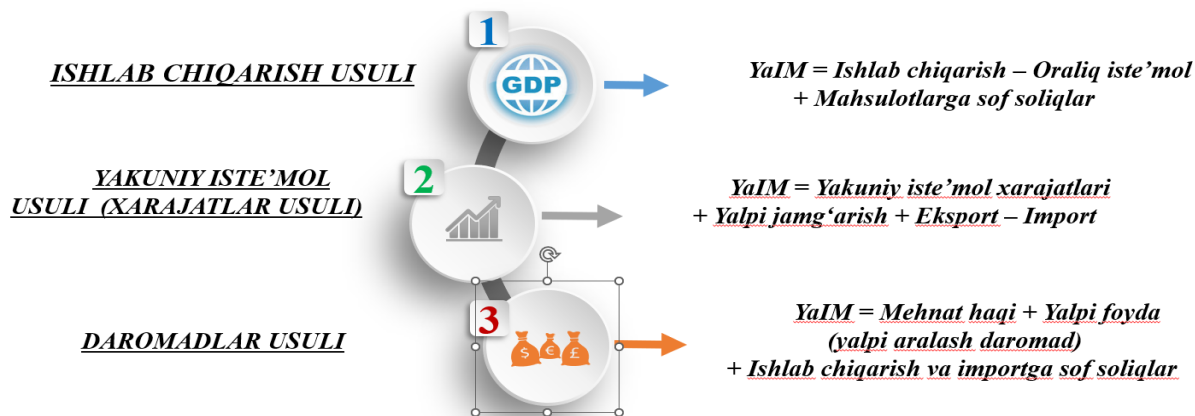 1
ISHLAB CHIQARISH USULI
GDP
YaIM = Ishlab chiqarish – Oraliq iste’mol
+ Mahsulotlarga sof soliqlar
2
YAKUNIY ISTE’MOL
USULI (XARAJATLAR USULI)
YaIM = Yakuniy iste’mol xarajatlari
+ Yalpi jamg‘arish + Eksport – Import
3
DAROMADLAR USULI
$ € £
YaIM = Mehnat haqi + Yalpi foyda
(yalpi aralash daromad)
+ Ishlab chiqarish va importga sof soliqlar